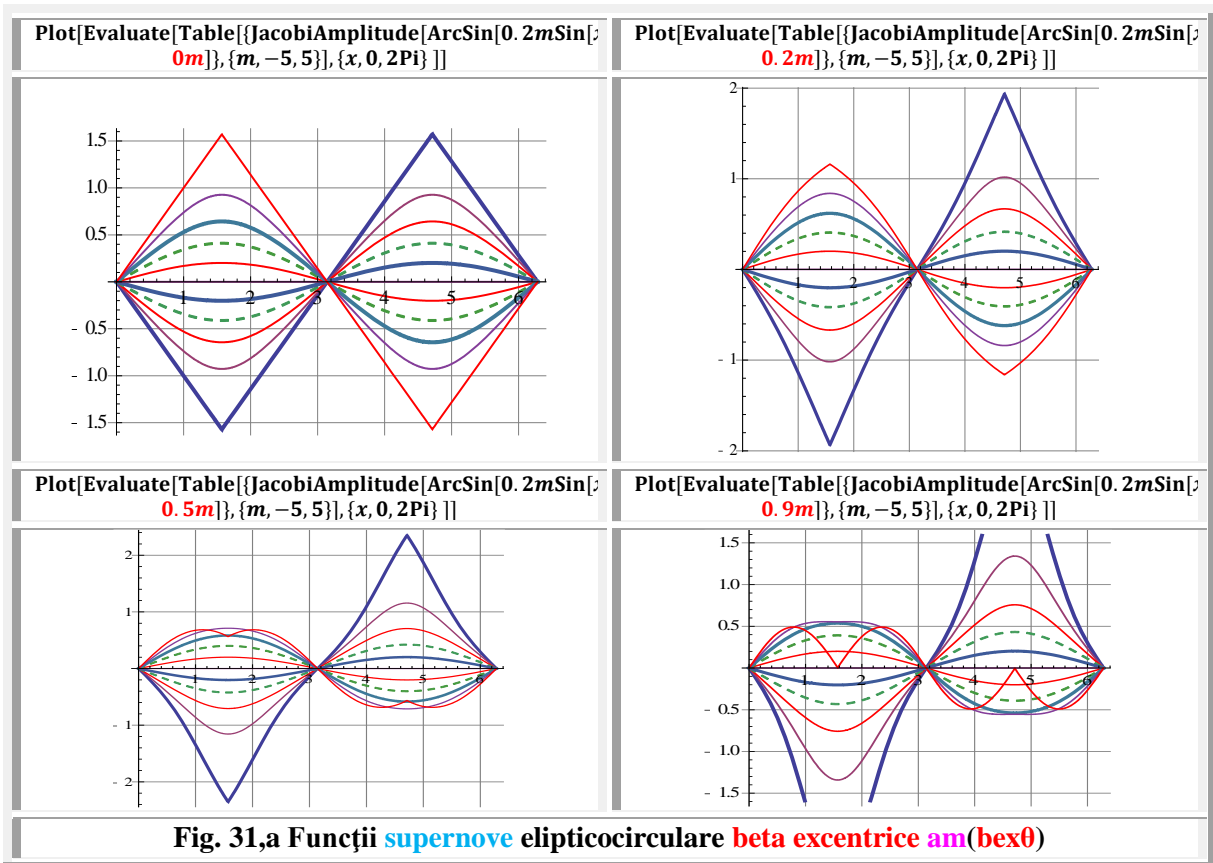 Plot[Evaluate[Table[{JacobiAmplitude[ArcSin[0.2mSin[x
0m]},{m,−5,5}],{x,0,2Pi} ]]
Plot[Evaluate[Table[{JacobiAmplitude[ArcSin[0.2mSin[x
0.2m]},{m,−5,5}],{x,0,2Pi} ]]
1.5
1.0
0.5
- 0.5
- 1.0
- 1.5
1 2 3 4 5 6
2
1
- 1
- 2
1 2 3 4 5 6
Plot[Evaluate[Table[{JacobiAmplitude[ArcSin[0.2mSin[x
0.5m]},{m,−5,5}],{x,0,2Pi} ]]
Plot[Evaluate[Table[{JacobiAmplitude[ArcSin[0.2mSin[x
0.9m]},{m,−5,5}],{x,0,2Pi} ]]
2
1
- 1
- 2
1 2 3 4 5 6
1.5
1.0
0.5
- 0.5
- 1.0
- 1.5
1 2 3 4 5 6
Fig. 31,a Funcţii supernove elipticocirculare beta excentrice am(bexθ)